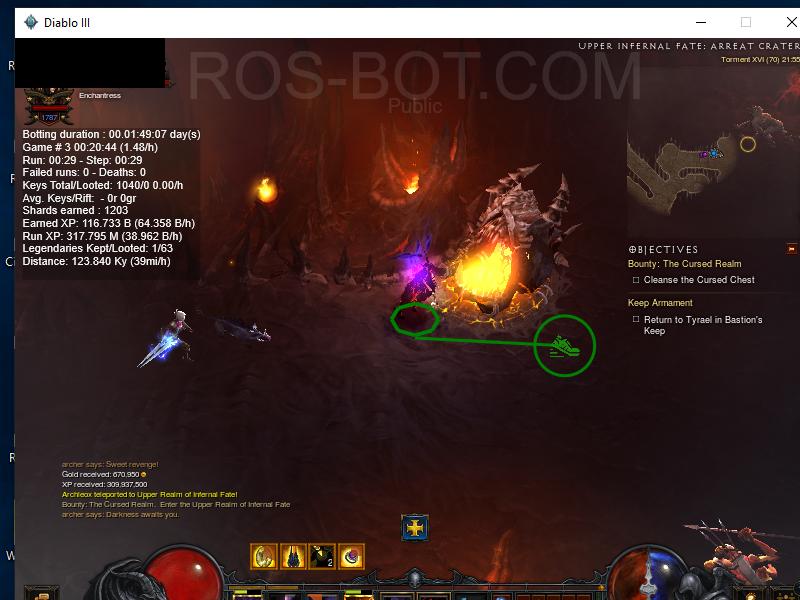 Diablo III
UPPER INFERNAL FATE: ARREAT CRATER
ROS-BOT.COM
Torment XVI (70) 21:55
Public
Enchantress
1787
Botting duration : 00.01:49:07 day(s)
Game # 3 00:20:44 (1.48/h)
Run: 00:29 - Step: 00:29
Failed runs: 0 - Deaths: 0
Keys Total/Looted: 1040/0 0.00/h
Avg. Keys/Rift:  - 0r 0gr
Shards earned : 1203
Earned XP: 116.733 B (64.358 B/h)
Run XP: 317.795 M (38.962 B/h)
Legendaries Kept/Looted: 1/63
Distance: 123.840 Ky (39mi/h)
OBJECTIVES
Bounty: The Cursed Realm
Cleanse the Cursed Chest
Keep Armament
Return to Tyrael in Bastion's
Keep
archer says: Sweet revenge!
Gold received: 670,950
XP received: 309,937,500
Archleox teleported to Upper Realm of Infernal Fate!
Bounty: The Cursed Realm. Enter the Upper Realm of Infernal Fate
archer says: Darkness awaits you.
2